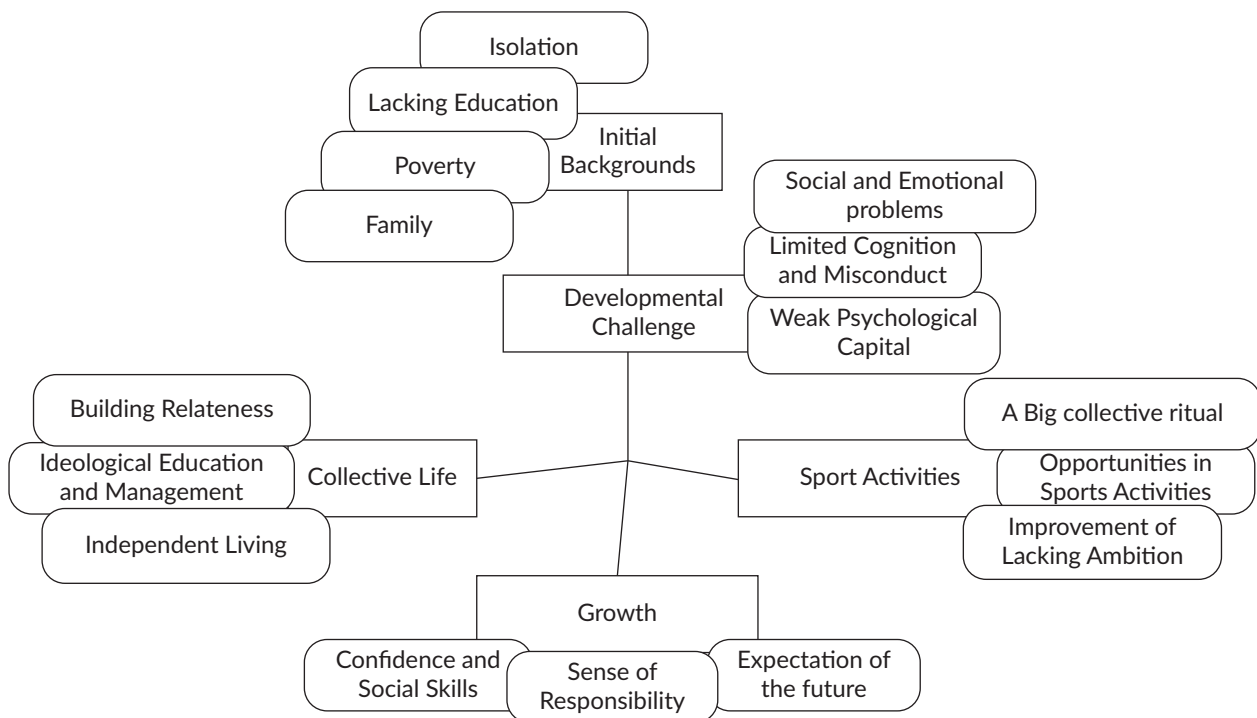 Isolation
Lacking Education
Initial
Backgrounds
Poverty
Family
Social and Emotional
problems
Limited Cognition
and Misconduct
Developmental
Challenge
Weak Psychological
Capital
Building Relateness
A Big collective ritual
Ideological Education
and Management
Collective Life
Sport Activities
Opportunities in
Sports Activities
Independent Living
Improvement of
Lacking Ambition
Growth
Confidence and
Social Skills
Sense of
Responsibility
Expectation of
the future